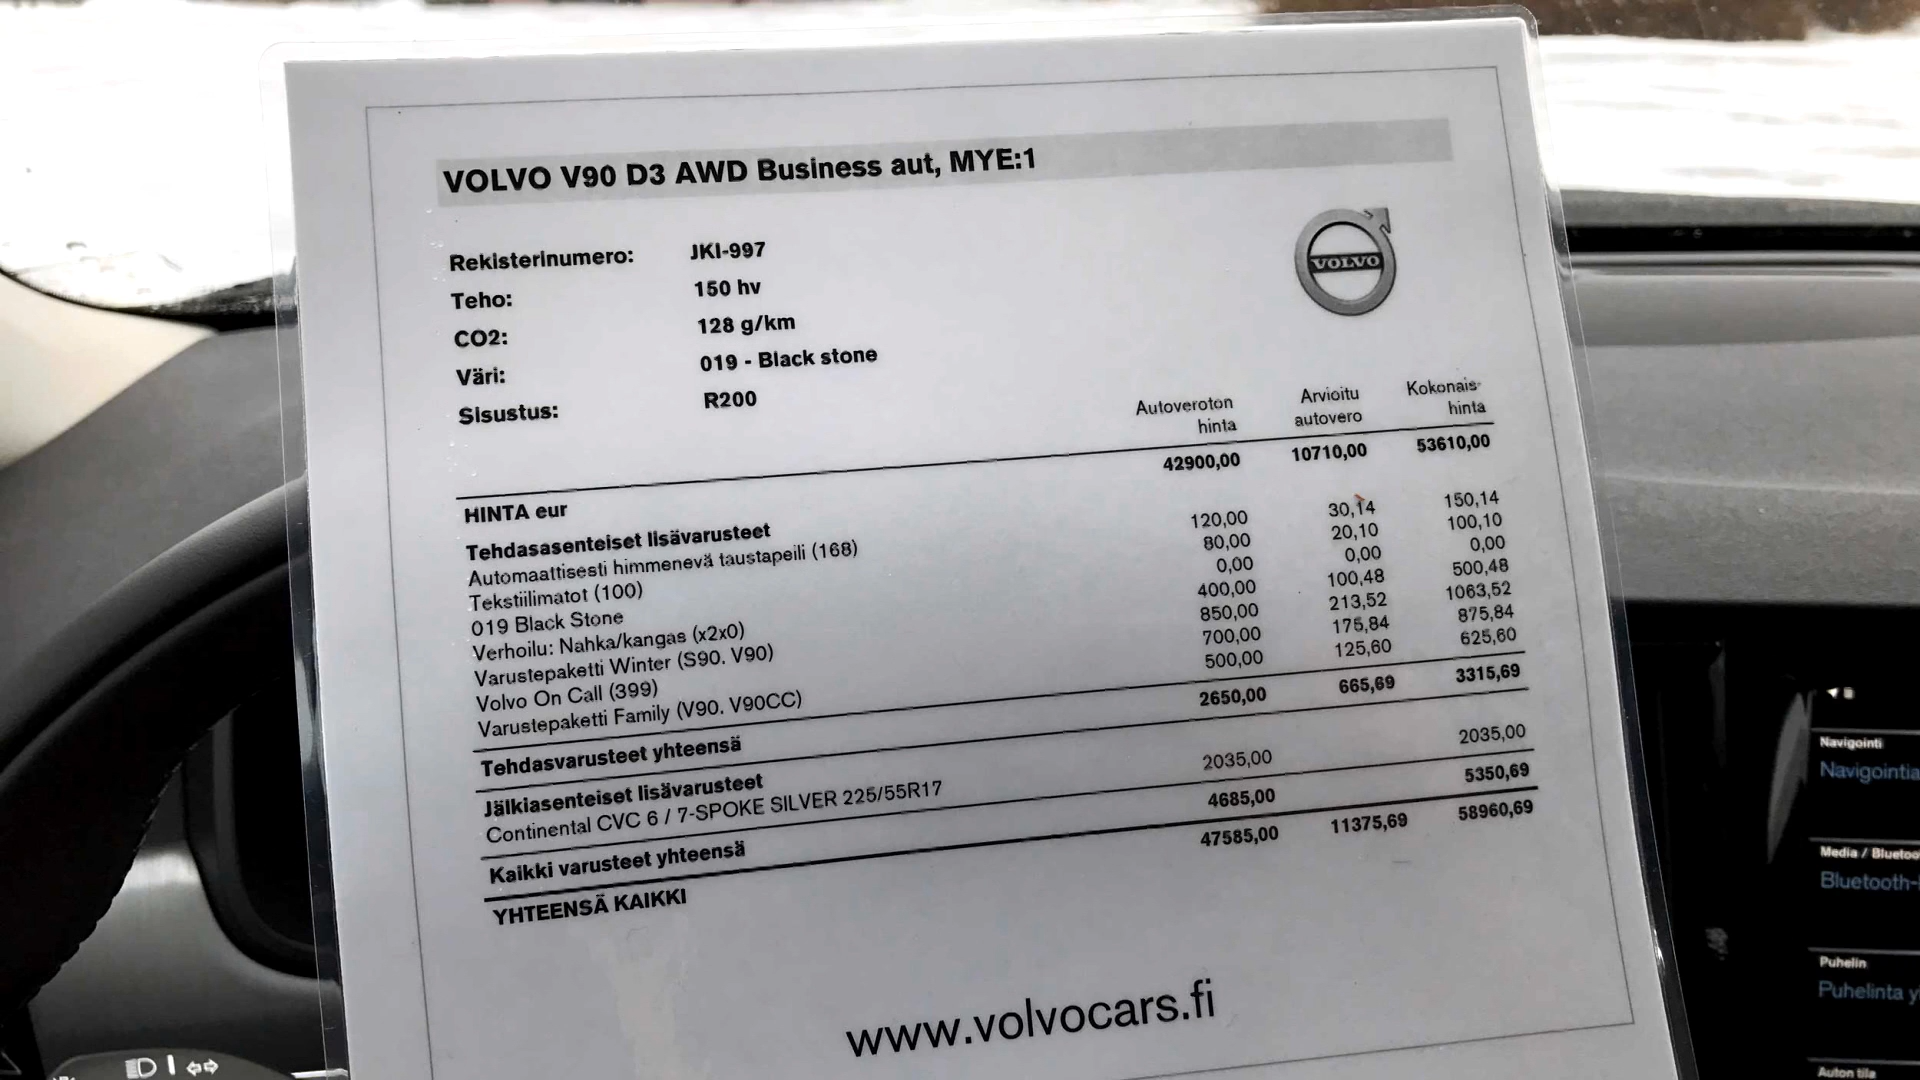 VOLVO V90 D3 AWD Business aut, MYE:1
VOLVO
Rekisterinumero: JKI-997
Teho: 150 hv
CO2: 128 g/km
Väri: 019 - Black stone
Sisustus: R200
Autoveroton hinta Arvioitu autovero Kokonais-hinta
HINTA eur 42900,00 10710,00 53610,00
Tehdasasenteiset lisävarusteet
Automaattisesti himmenevä taustapeili (168) 120,00 30,14 150,14
Tekstiilimatot (100) 80,00 20,10 100,10
019 Black Stone 0,00 0,00 0,00
Verhoilu: Nahka/kangas (x2x0) 400,00 100,48 500,48
Varustepaketti Winter (S90. V90) 850,00 213,52 1063,52
Volvo On Call (399) 700,00 175,84 875,84
Varustepaketti Family (V90. V90CC) 500,00 125,60 625,60
Tehdasvarusteet yhteensä 2650,00 665,69 3315,69
Jälkiasenteiset lisävarusteet
Continental CVC 6 / 7-SPOKE SILVER 225/55R17 2035,00 2035,00
Kaikki varusteet yhteensä 4685,00 5350,69
YHTEENSÄ KAIKKI 47585,00 11375,69 58960,69
www.volvocars.fi
Navigointi
Navigointia
Media / Bluetoo
Bluetooth-
Puhelin
Puhelinta y
Auton tila